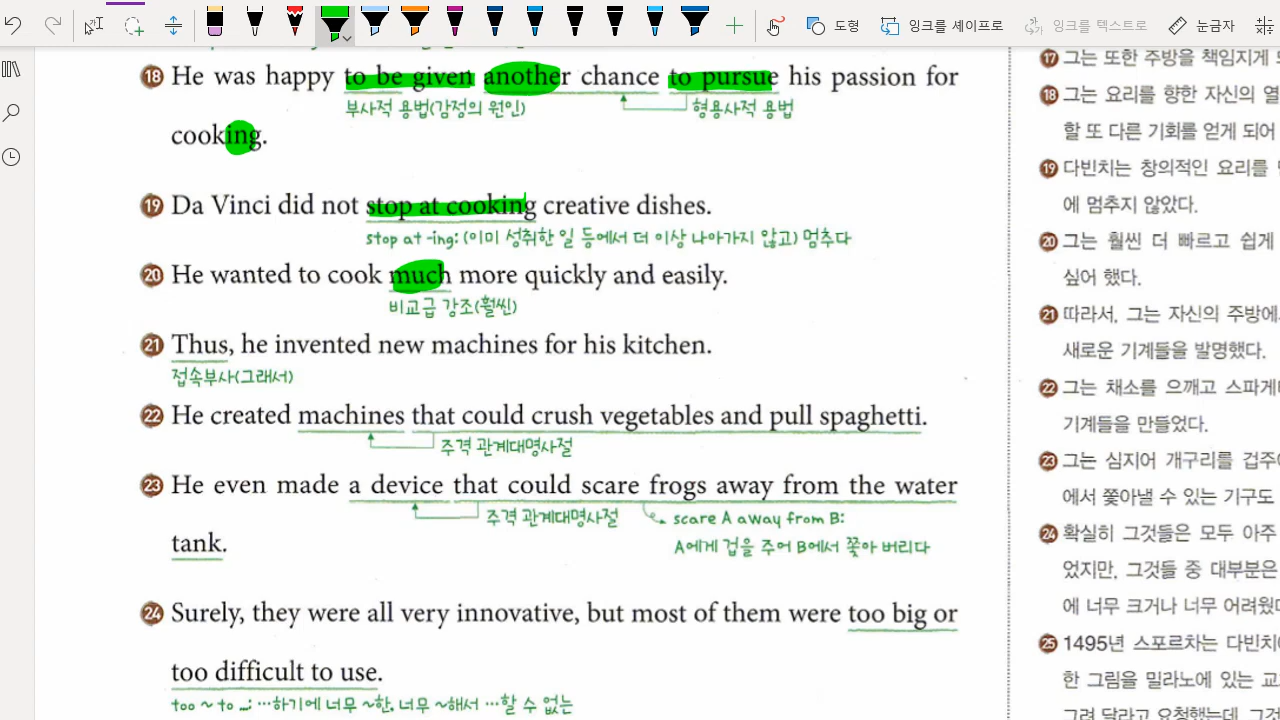 도형
잉크를 셰이프로
잉크를 텍스트로
눈금자
18 He was happy to be given another chance to pursue his passion for
부사적 용법(감정의 원인)
형용사적 용법
cooking.
19 Da Vinci did not stop at cooking creative dishes.
stop at -ing: (이미 성취한 일 등에서 더 이상 나아가지 않고) 멈추다
20 He wanted to cook much more quickly and easily.
비교급 강조(훨씬)
21 Thus, he invented new machines for his kitchen.
접속부사(그래서)
22 He created machines that could crush vegetables and pull spaghetti.
주격 관계대명사절
23 He even made a device that could scare frogs away from the water
주격 관계대명사절
scare A away from B:
A에게 겁을 주어 B에서 쫓아 버리다
tank.
24 Surely, they were all very innovative, but most of them were too big or
too difficult to use.
too ~ to ...: …하기에 너무 ~한, 너무 ~해서 …할 수 없는
17 그는 또한 주방을 책임지게
18 그는 요리를 향한 자신의 열
할 또 다른 기회를 얻게 되어
19 다빈치는 창의적인 요리를
에 멈추지 않았다.
20 그는 훨씬 더 빠르고 쉽게
싶어 했다.
21 따라서, 그는 자신의 주방에
새로운 기계들을 발명했다.
22 그는 채소를 으깨고 스파게
기계들을 만들었다.
23 그는 심지어 개구리를 겁주
에서 쫓아낼 수 있는 기구도
24 확실히 그것들은 모두 아주
었지만, 그것들 중 대부분은
에 너무 크거나 너무 어려웠
25 1495년 스포르차는 다빈치
한 그림을 밀라노에 있는 교
그려 달라고 요청했는데, 그것